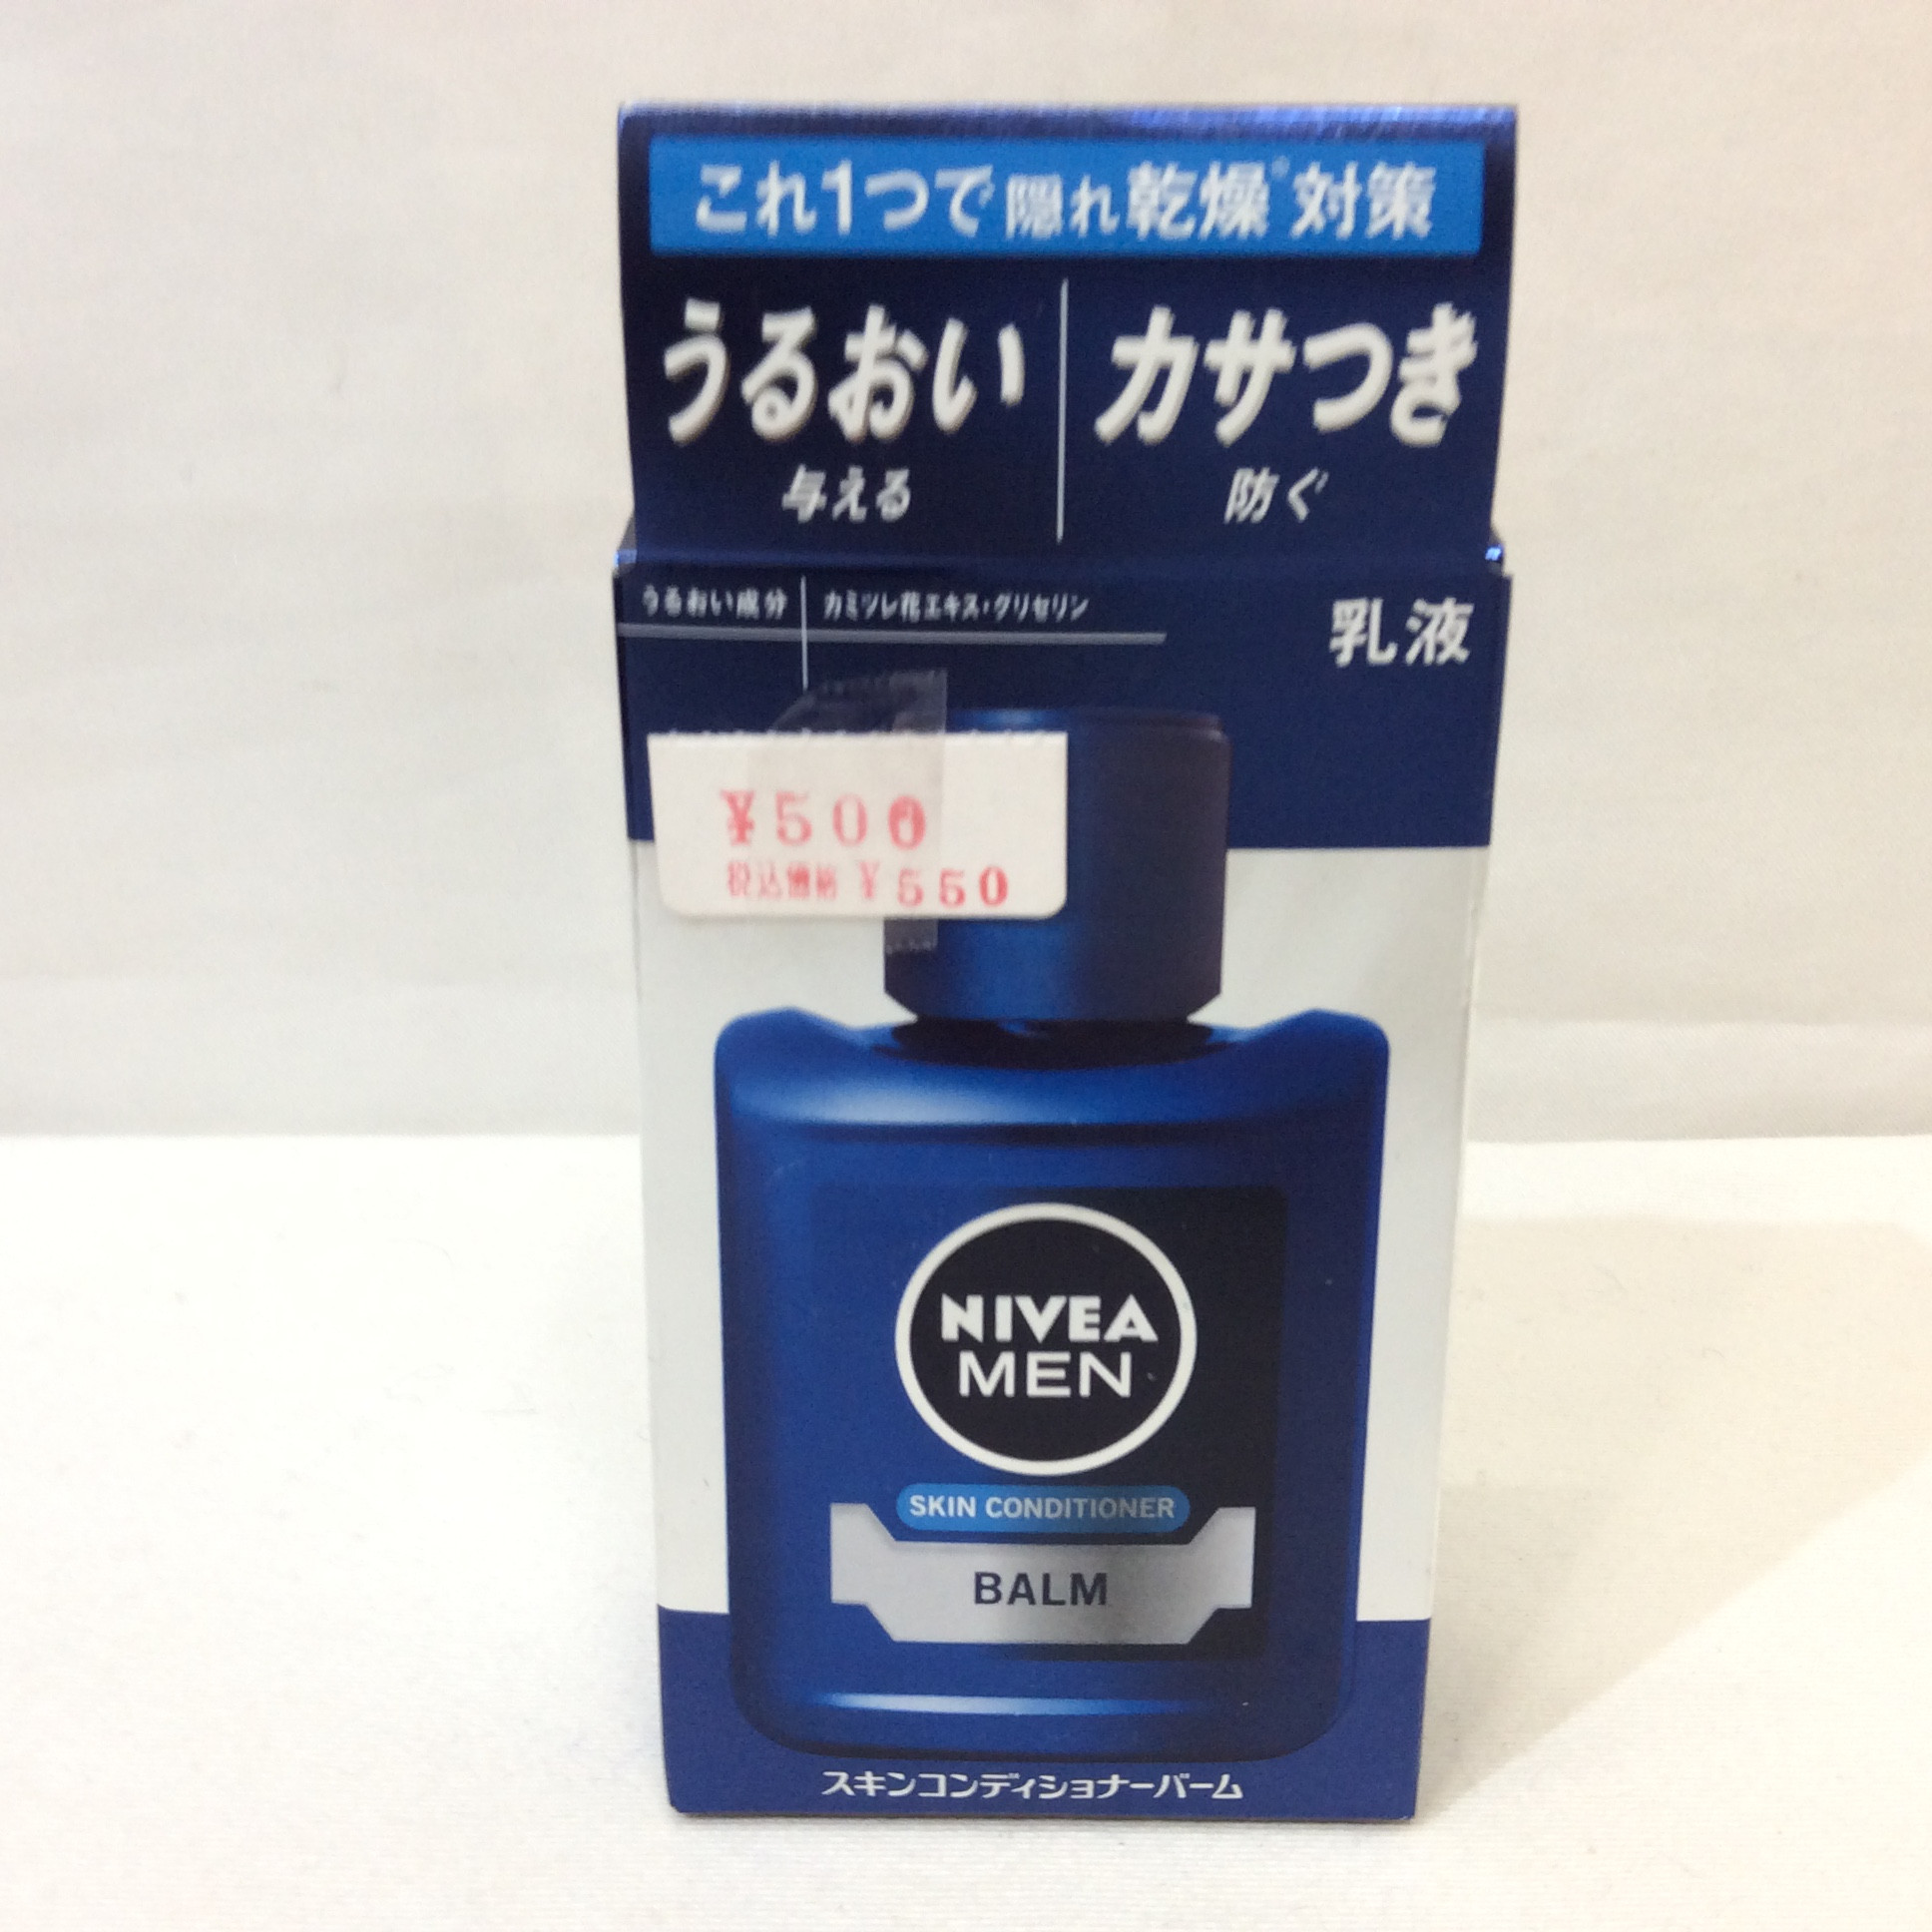 これ1つで隠れ乾燥*対策
うるおい カサつき
与える 防ぐ
うるおい成分 カミツレ花エキス・グリセリン
乳液
¥500
税込価格 ¥550
NIVEA
MEN
SKIN CONDITIONER
BALM
スキンコンディショナーバーム